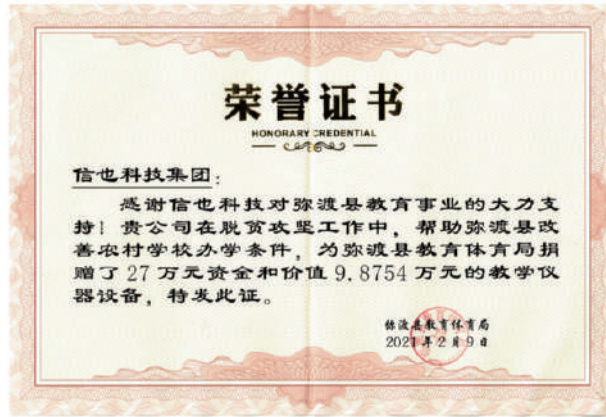 荣誉证书
HONORARY CREDENTIAL
信也科技集团：
感谢信也科技对弥渡县教育事业的大力支
持！贵公司在脱贫攻坚工作中，帮助弥渡县改
善农村学校办学条件，为弥渡县教育体育局捐
赠了27万元资金和价值9.8754万元的教学仪
器设备，特发此证。
弥渡县教育体育局
2021年2月9日